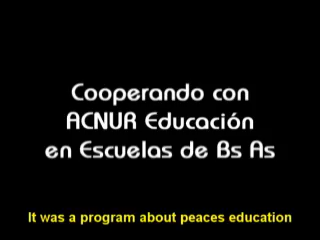 Cooperando con
ACNUR Educación
en Escuelas de Bs As
It was a program about peaces education